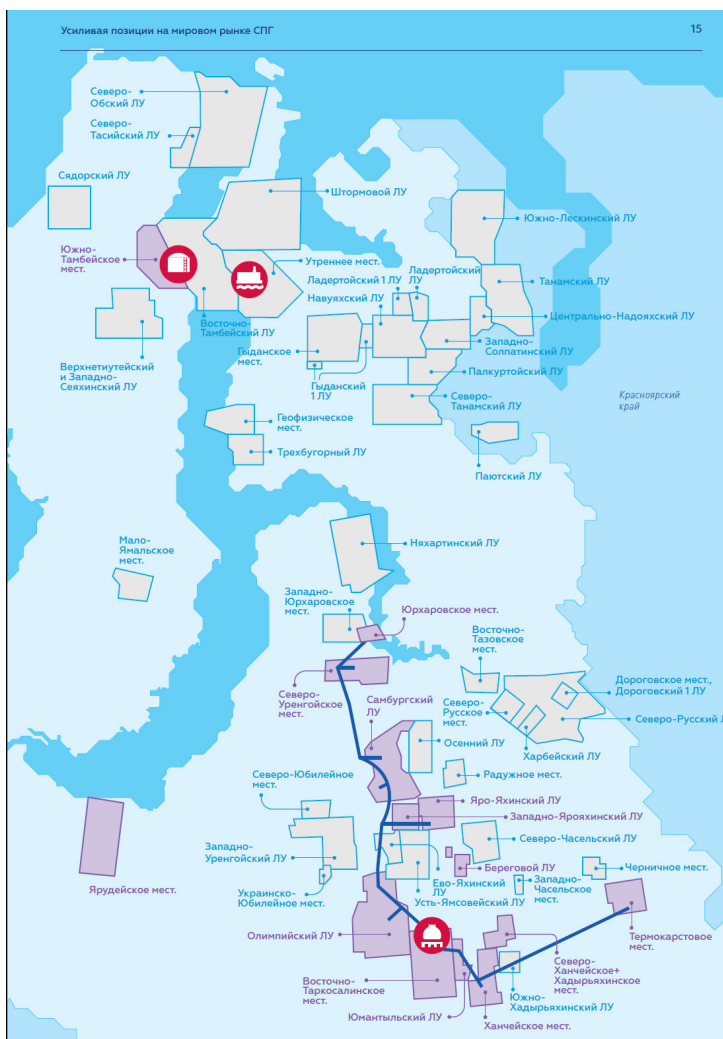 Усиливая позиции на мировом рынке СПГ
15
Северо-
Обский ЛУ
Северо-
Тасийский ЛУ
Сядорский ЛУ
Штормовой ЛУ
Южно-Лескинский ЛУ
Южно-
Тамбейское
мест.
Утреннее мест.
Ладертойский
ЛУ
Ладертойский 1 ЛУ
Танамский ЛУ
Навуяхский ЛУ
Восточно-
Тамбейский ЛУ
Центрально-Надояхский ЛУ
Гыданское
мест.
Западно-
Солпатинский ЛУ
Верхнетиутейский
и Западно-
Сеяхинский ЛУ
Палкуртойский ЛУ
Гыданский
1 ЛУ
Северо-
Танамский ЛУ
Красноярский
край
Геофизическое
мест.
Трехбугорный ЛУ
Паютский ЛУ
Мало-
Ямальское
мест.
Няхартинский ЛУ
Западно-
Юрхаровское
мест.
Юрхаровское мест.
Восточно-
Тазовское
мест.
Дороговское мест.,
Дороговский 1 ЛУ
Северо-
Уренгойское
мест.
Самбургский
ЛУ
Северо-
Русское
мест.
Северо-Русский Л
Осенний ЛУ
Харбейский ЛУ
Северо-Юбилейное
мест.
Радужное мест.
Яро-Яхинский ЛУ
Западно-Ярояхинский ЛУ
Северо-Часельский ЛУ
Западно-
Уренгойский ЛУ
Береговой ЛУ
Черничное мест.
Ярудейское мест.
Ево-Яхинский
ЛУ
Западно-
Часельское
мест.
Украинско-
Юбилейное мест.
Усть-Ямсовейский ЛУ
Олимпийский ЛУ
Термокарстовое
мест.
Северо-
Ханчейское+
Хадырьяхинское
мест.
Восточно-
Таркосалинское
мест.
Южно-
Хадырьяхинский ЛУ
Юмантыльский ЛУ
Ханчейское мест.